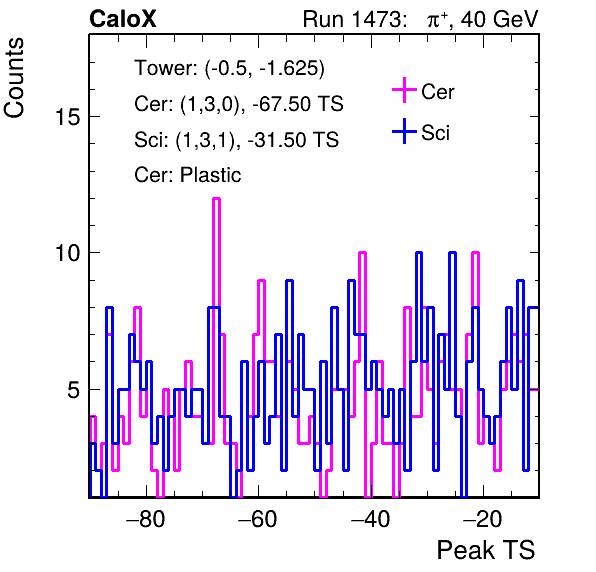 CaloX Run 1473: π⁺, 40 GeV
Counts
Tower: (-0.5, -1.625)
Cer: (1,3,0), -67.50 TS
Sci: (1,3,1), -31.50 TS
Cer: Plastic
Cer
Sci
15
10
5
−80 −60 −40 −20
Peak TS